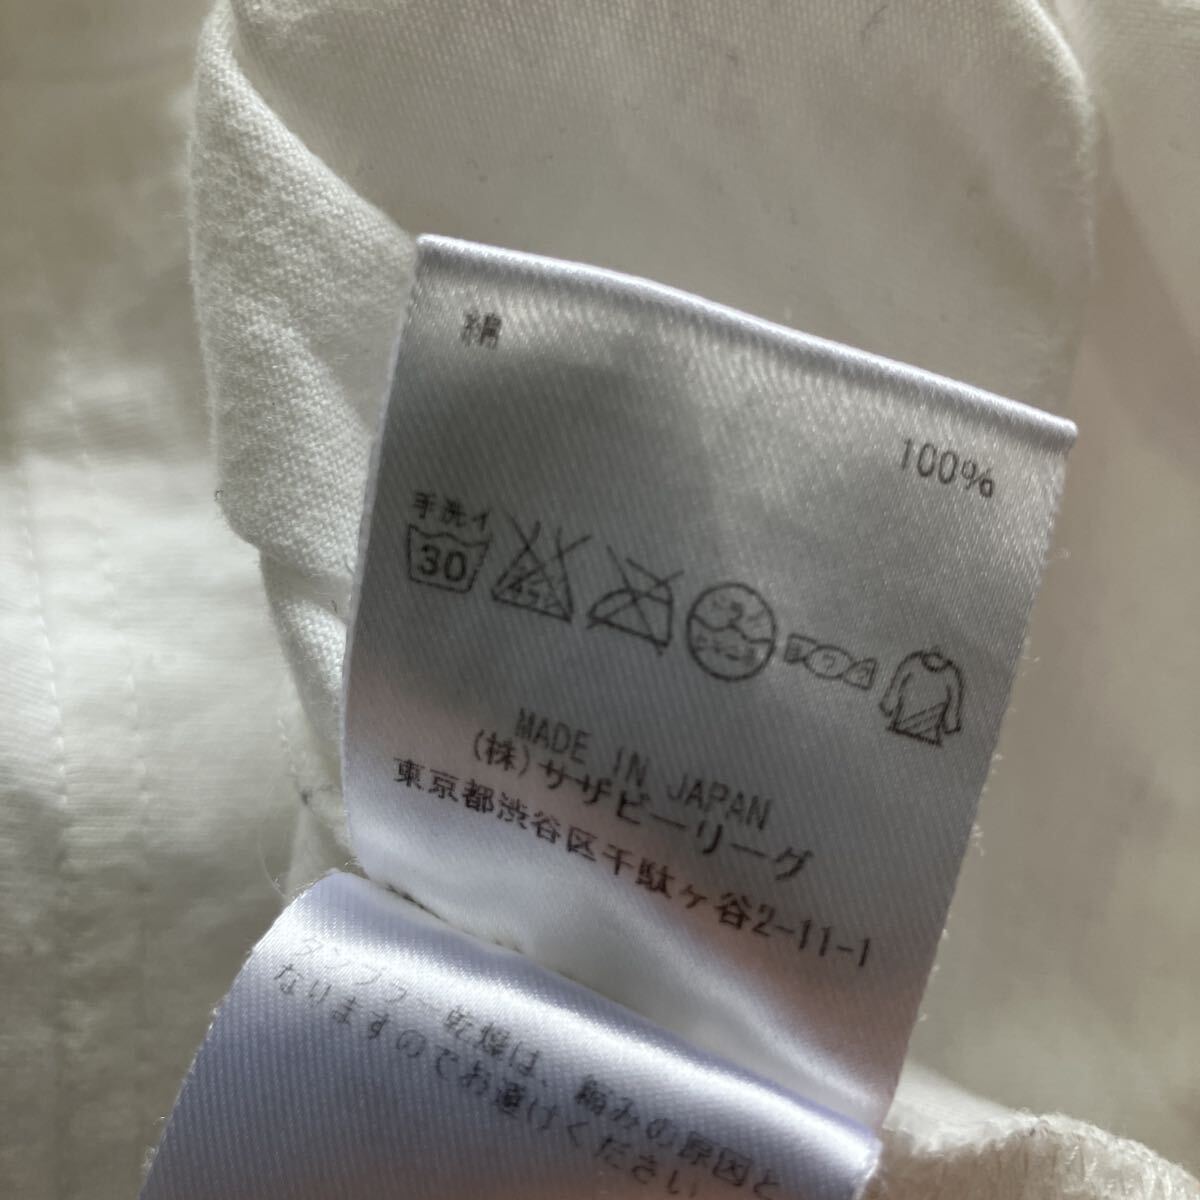 綿
100%
手洗イ
30
MADE IN JAPAN
(株)サザビーリーグ
東京都渋谷区千駄ヶ谷2-11-1
タンブラー乾燥は、縮みの原因と
なりますのでお避けください